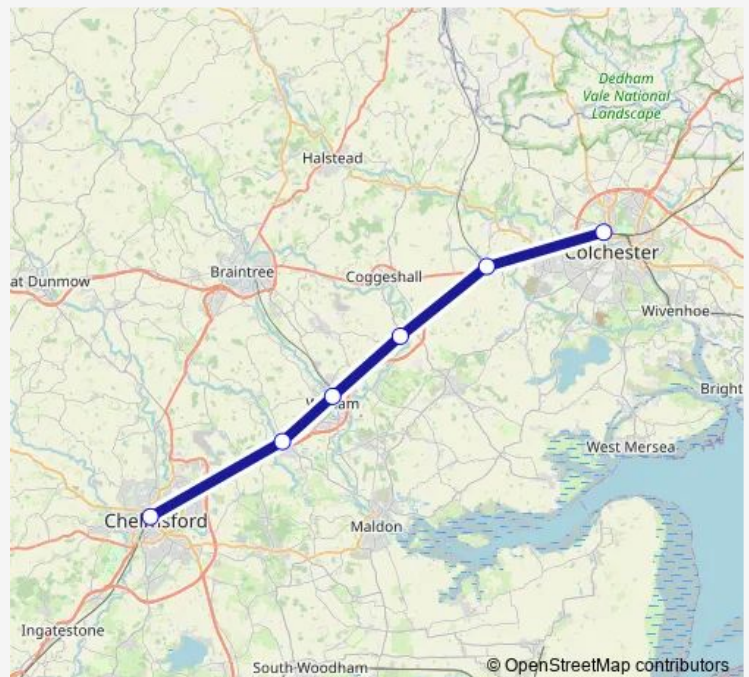 Dedham
Vale National
Landscape
Halstead
Colchester
Braintree
Coggeshall
at Dunmow
Wivenhoe
Bright
West Mersea
Chelmsford
Maldon
Ingatestone
South Woodham
© OpenStreetMap contributors